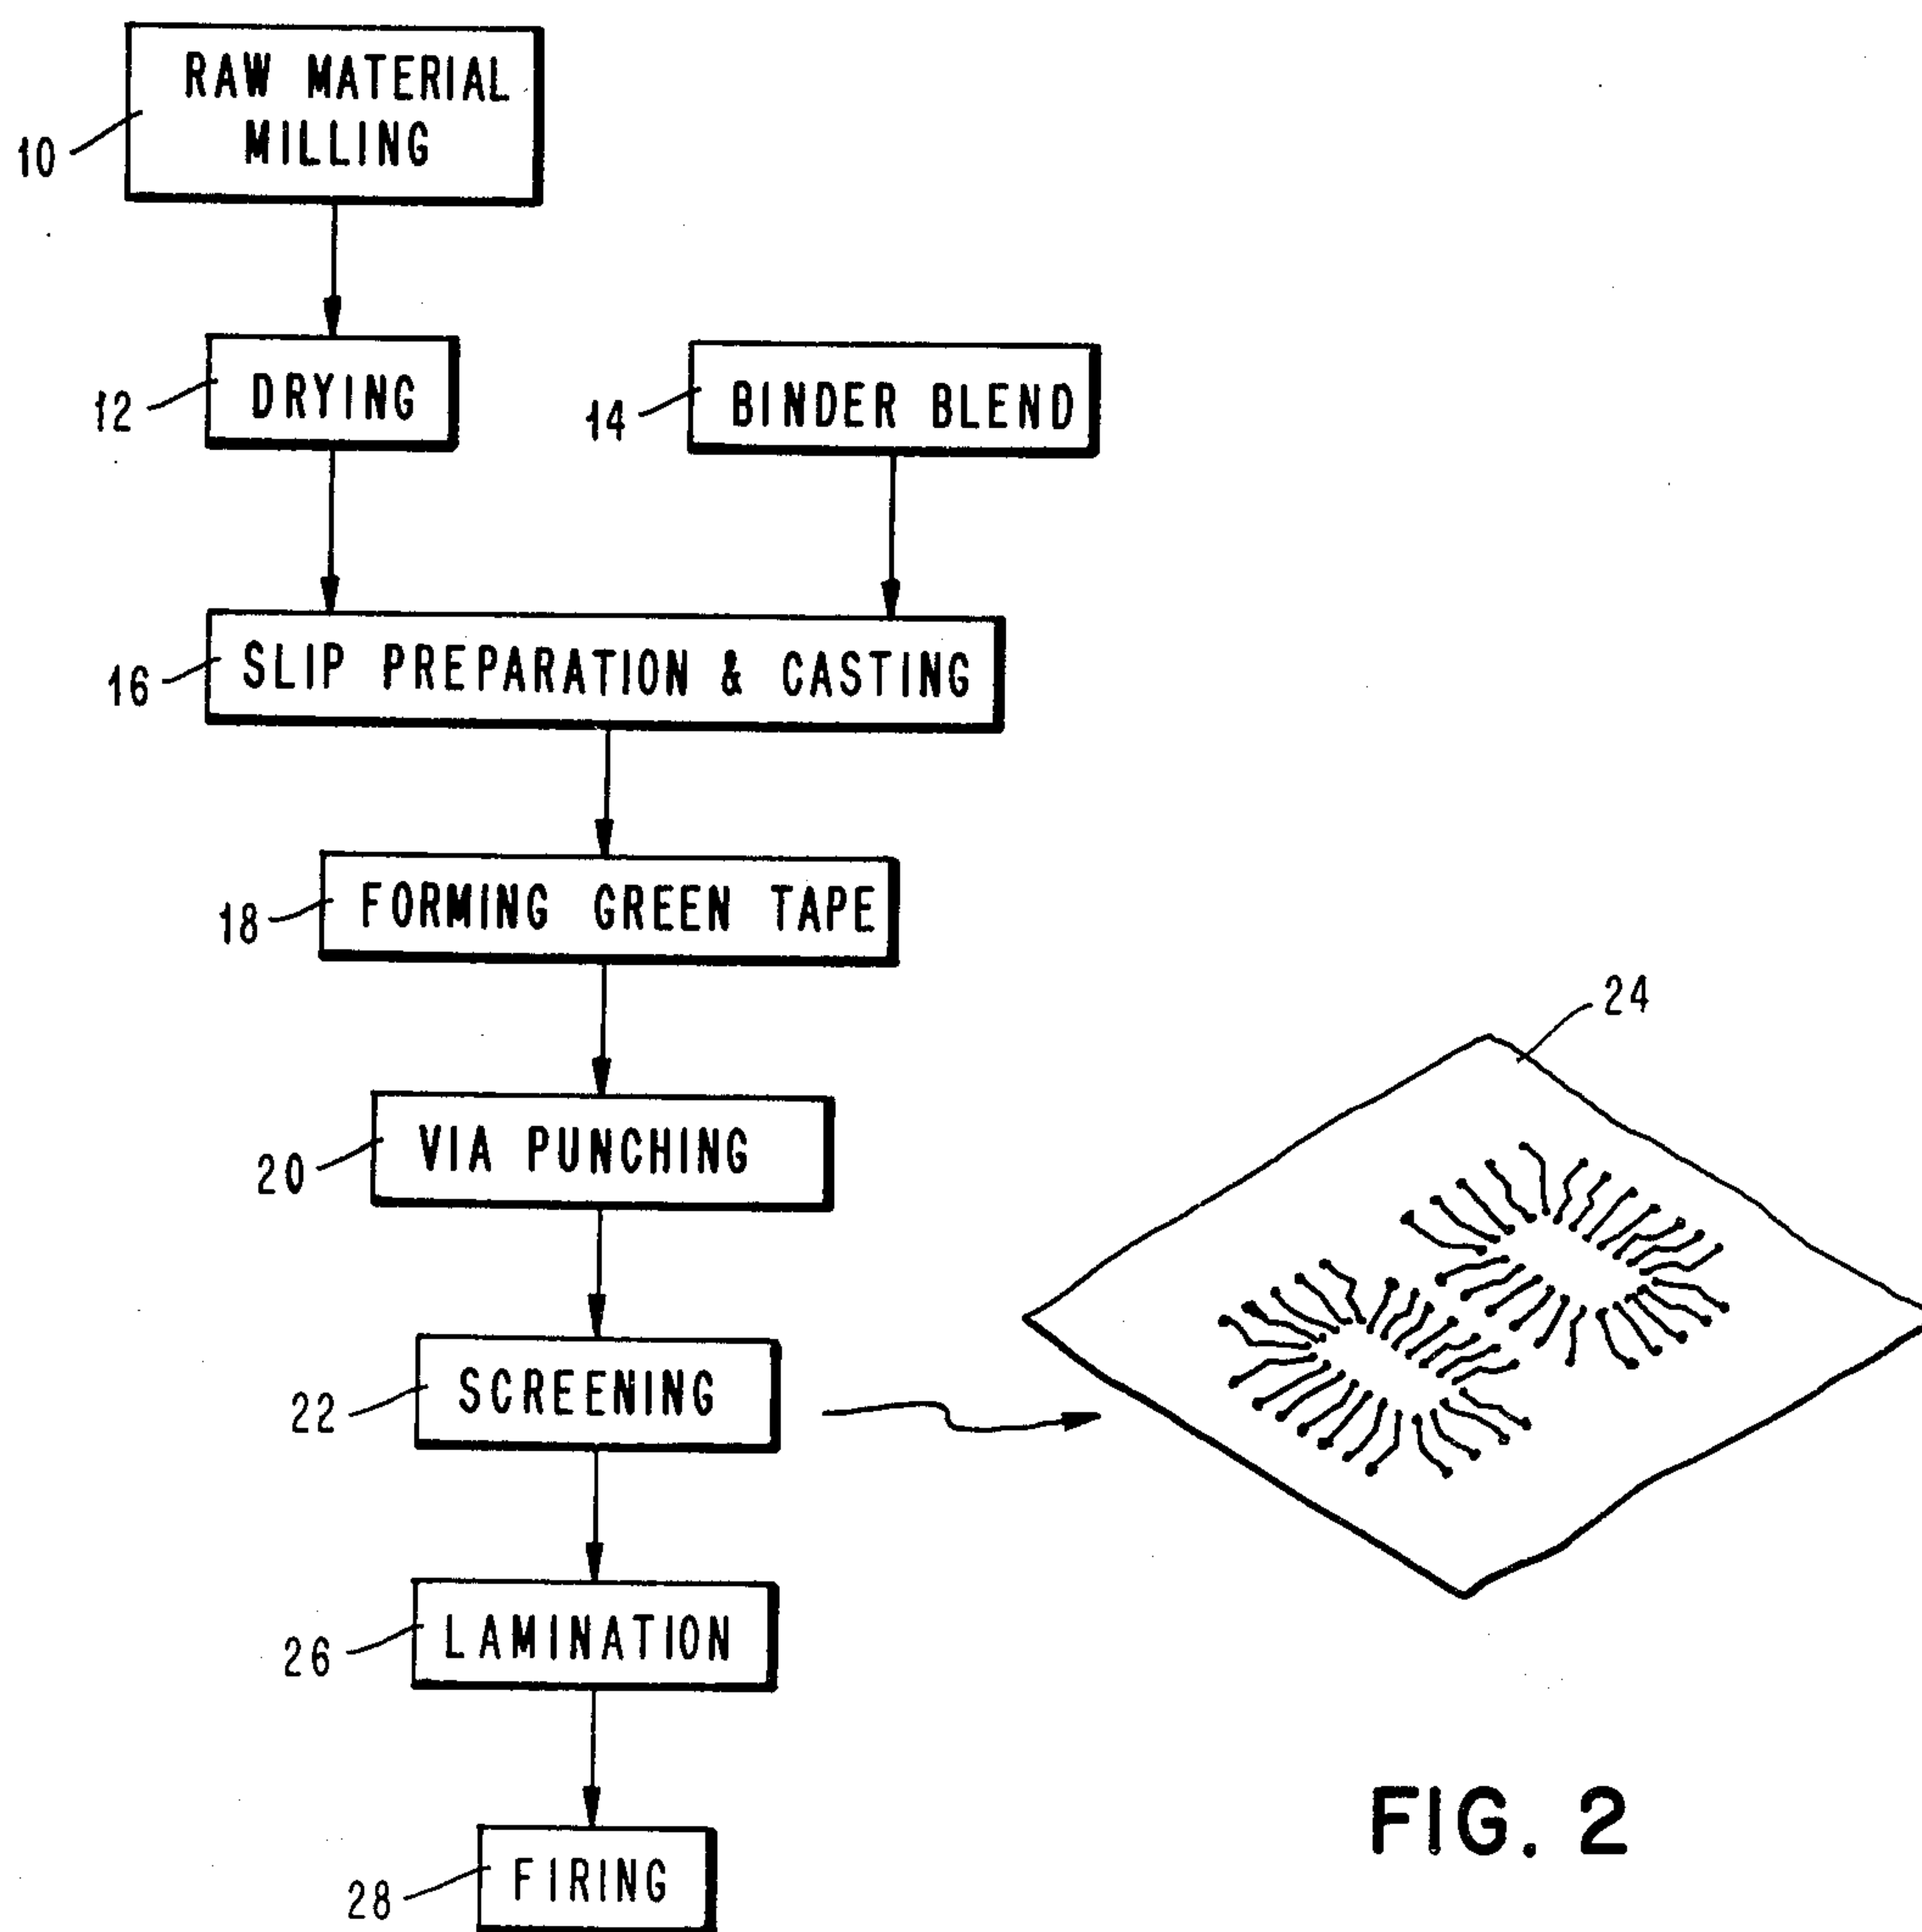 RAW MATERIAL
MILLING
10
DRYING
12
BINDER BLEND
14
SLIP PREPARATION & CASTING
16
FORMING GREEN TAPE
18
24
VIA PUNCHING
20
SCREENING
22
LAMINATION
26
FIRING
28
FIG. 2